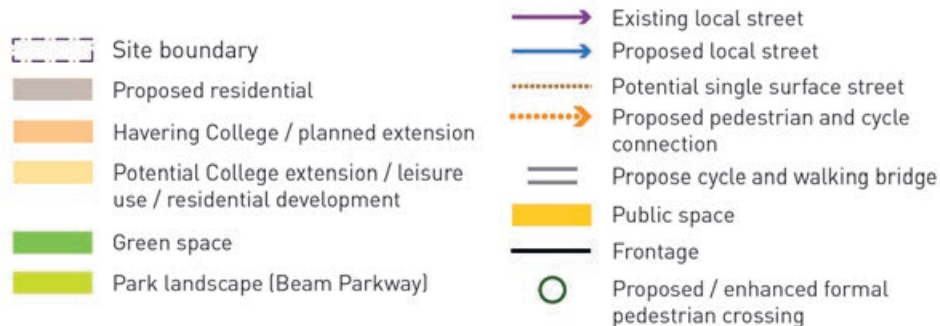 Site boundary
Proposed residential
Havering College / planned extension
Potential College extension / leisure
use / residential development
Green space
Park landscape (Beam Parkway)
Existing local street
Proposed local street
Potential single surface street
Proposed pedestrian and cycle
connection
Propose cycle and walking bridge
Public space
Frontage
Proposed / enhanced formal
pedestrian crossing